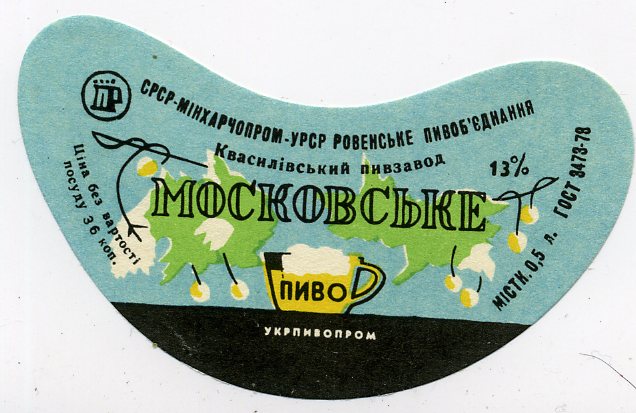 ПР
СРСР-МІНХАРЧОПРОМ-УРСР РОВЕНСЬКЕ ПИВОБ'ЄДНАННЯ
Квасилівський пивзавод
13%
Ціна без вартості
посуду 36 коп.
МОСКОВСЬКЕ
МІСТК. 0,5 л. ГОСТ 3473-78
ПИВО
УКРПИВОПРОМ